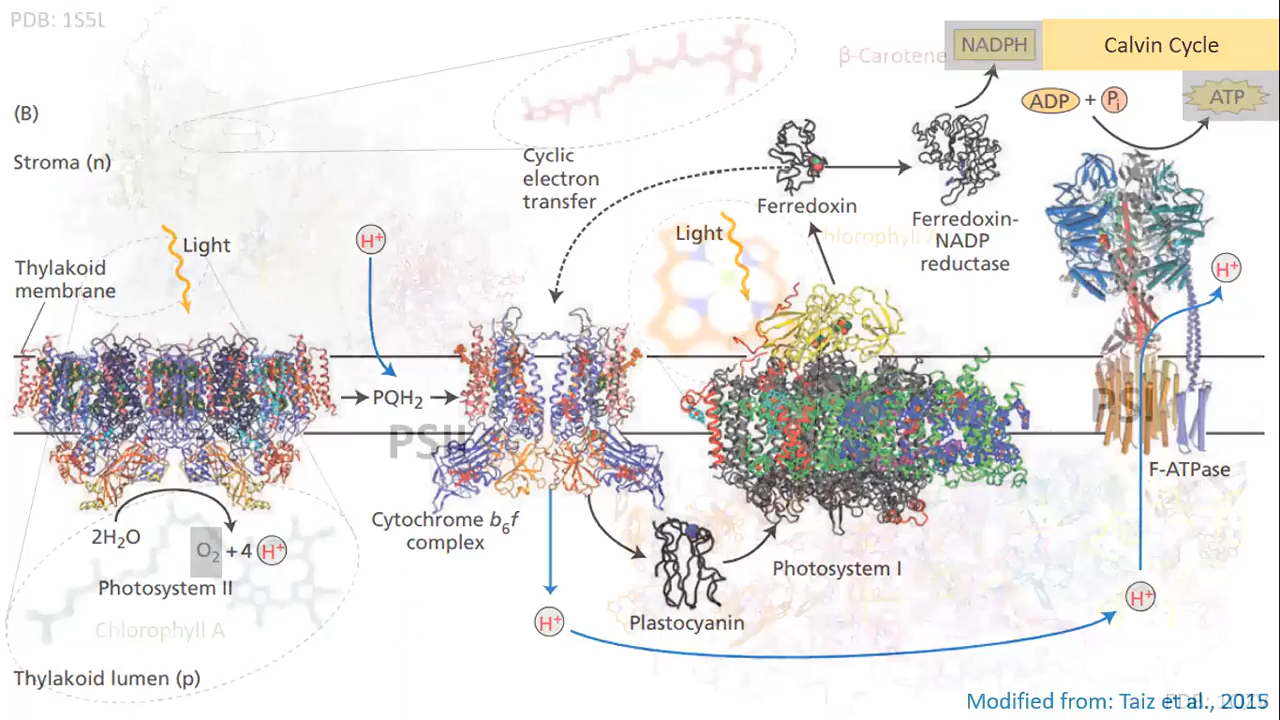 PDB: 1S5L
β-Carotene
NADPH
Calvin Cycle
ADP + Pi
ATP
(B)
Stroma (n)
Cyclic
electron
transfer
Ferredoxin
Ferredoxin-
NADP
reductase
Light
H⁺
Light
Chlorophyll A
H⁺
Thylakoid
membrane
PQH₂
PSII
PSII
F-ATPase
2H₂O
O₂ + 4 H⁺
Cytochrome b₆f
complex
Photosystem II
Photosystem I
Chlorophyll A
H⁺
Plastocyanin
H⁺
Thylakoid lumen (p)
Modified from: Taiz et al., 2015